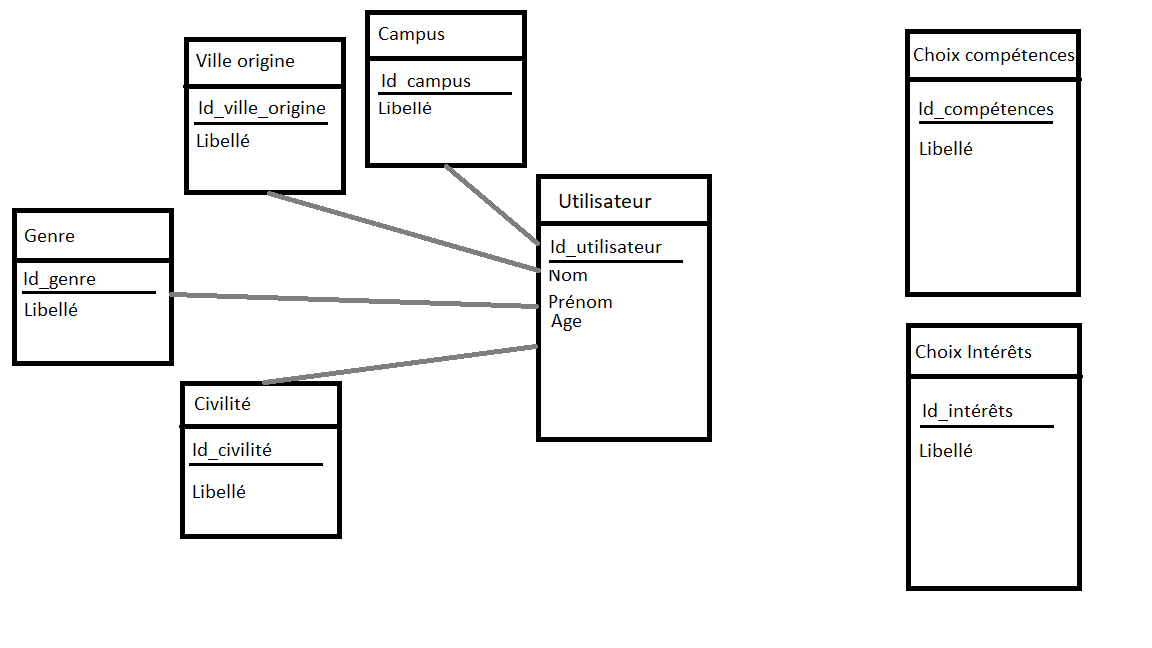 Campus
Id_campus
Libellé
Ville origine
Id_ville_origine
Libellé
Genre
Id_genre
Libellé
Civilité
Id_civilité
Libellé
Utilisateur
Id_utilisateur
Nom
Prénom
Age
Choix compétences
Id_compétences
Libellé
Choix Intérêts
Id_intérêts
Libellé